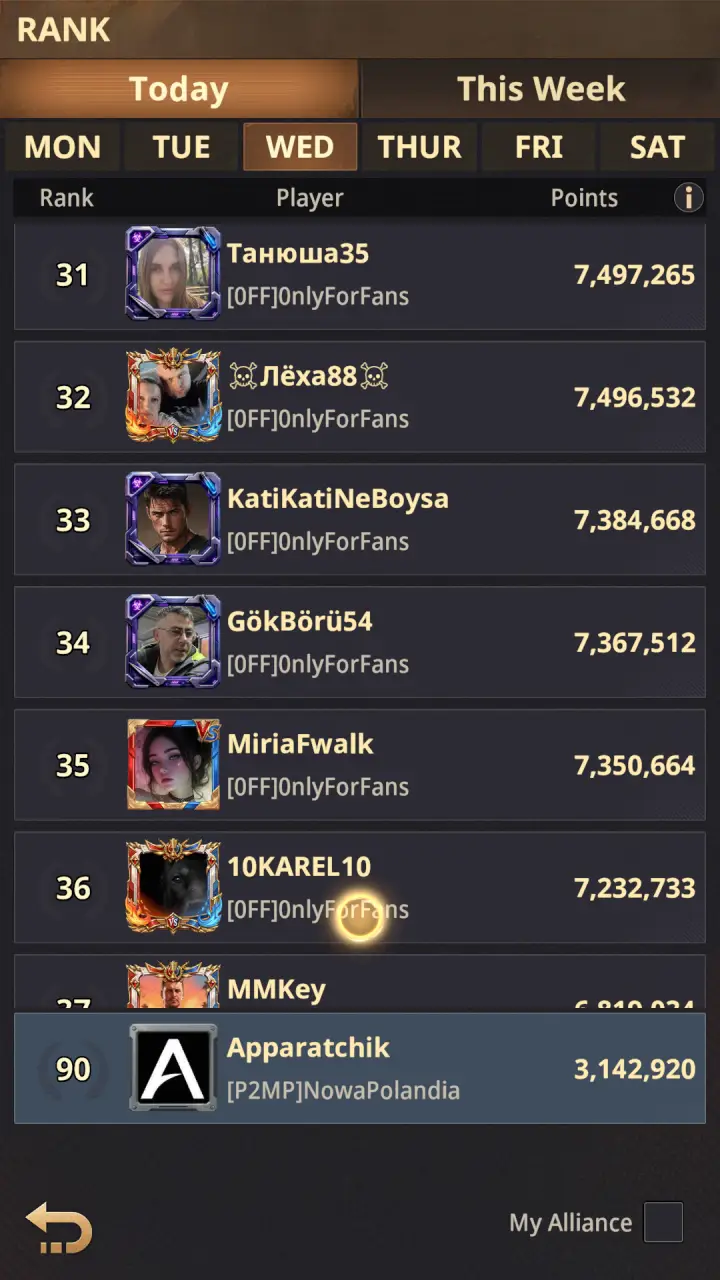 RANK
Today
This Week
MON
TUE
WED
THUR
FRI
SAT
Rank
Player
Points
31
Танюша35
[0FF]0nlyForFans
7,497,265
32
☠Лёха88☠
[0FF]0nlyForFans
7,496,532
33
KatiKatiNeBoysa
[0FF]0nlyForFans
7,384,668
34
GökBörü54
[0FF]0nlyForFans
7,367,512
35
MiriaFwalk
[0FF]0nlyForFans
7,350,664
36
10KAREL10
[0FF]0nlyForFans
7,232,733
37
MMKey
90
Apparatchik
[P2MP]NowaPolandia
3,142,920
My Alliance